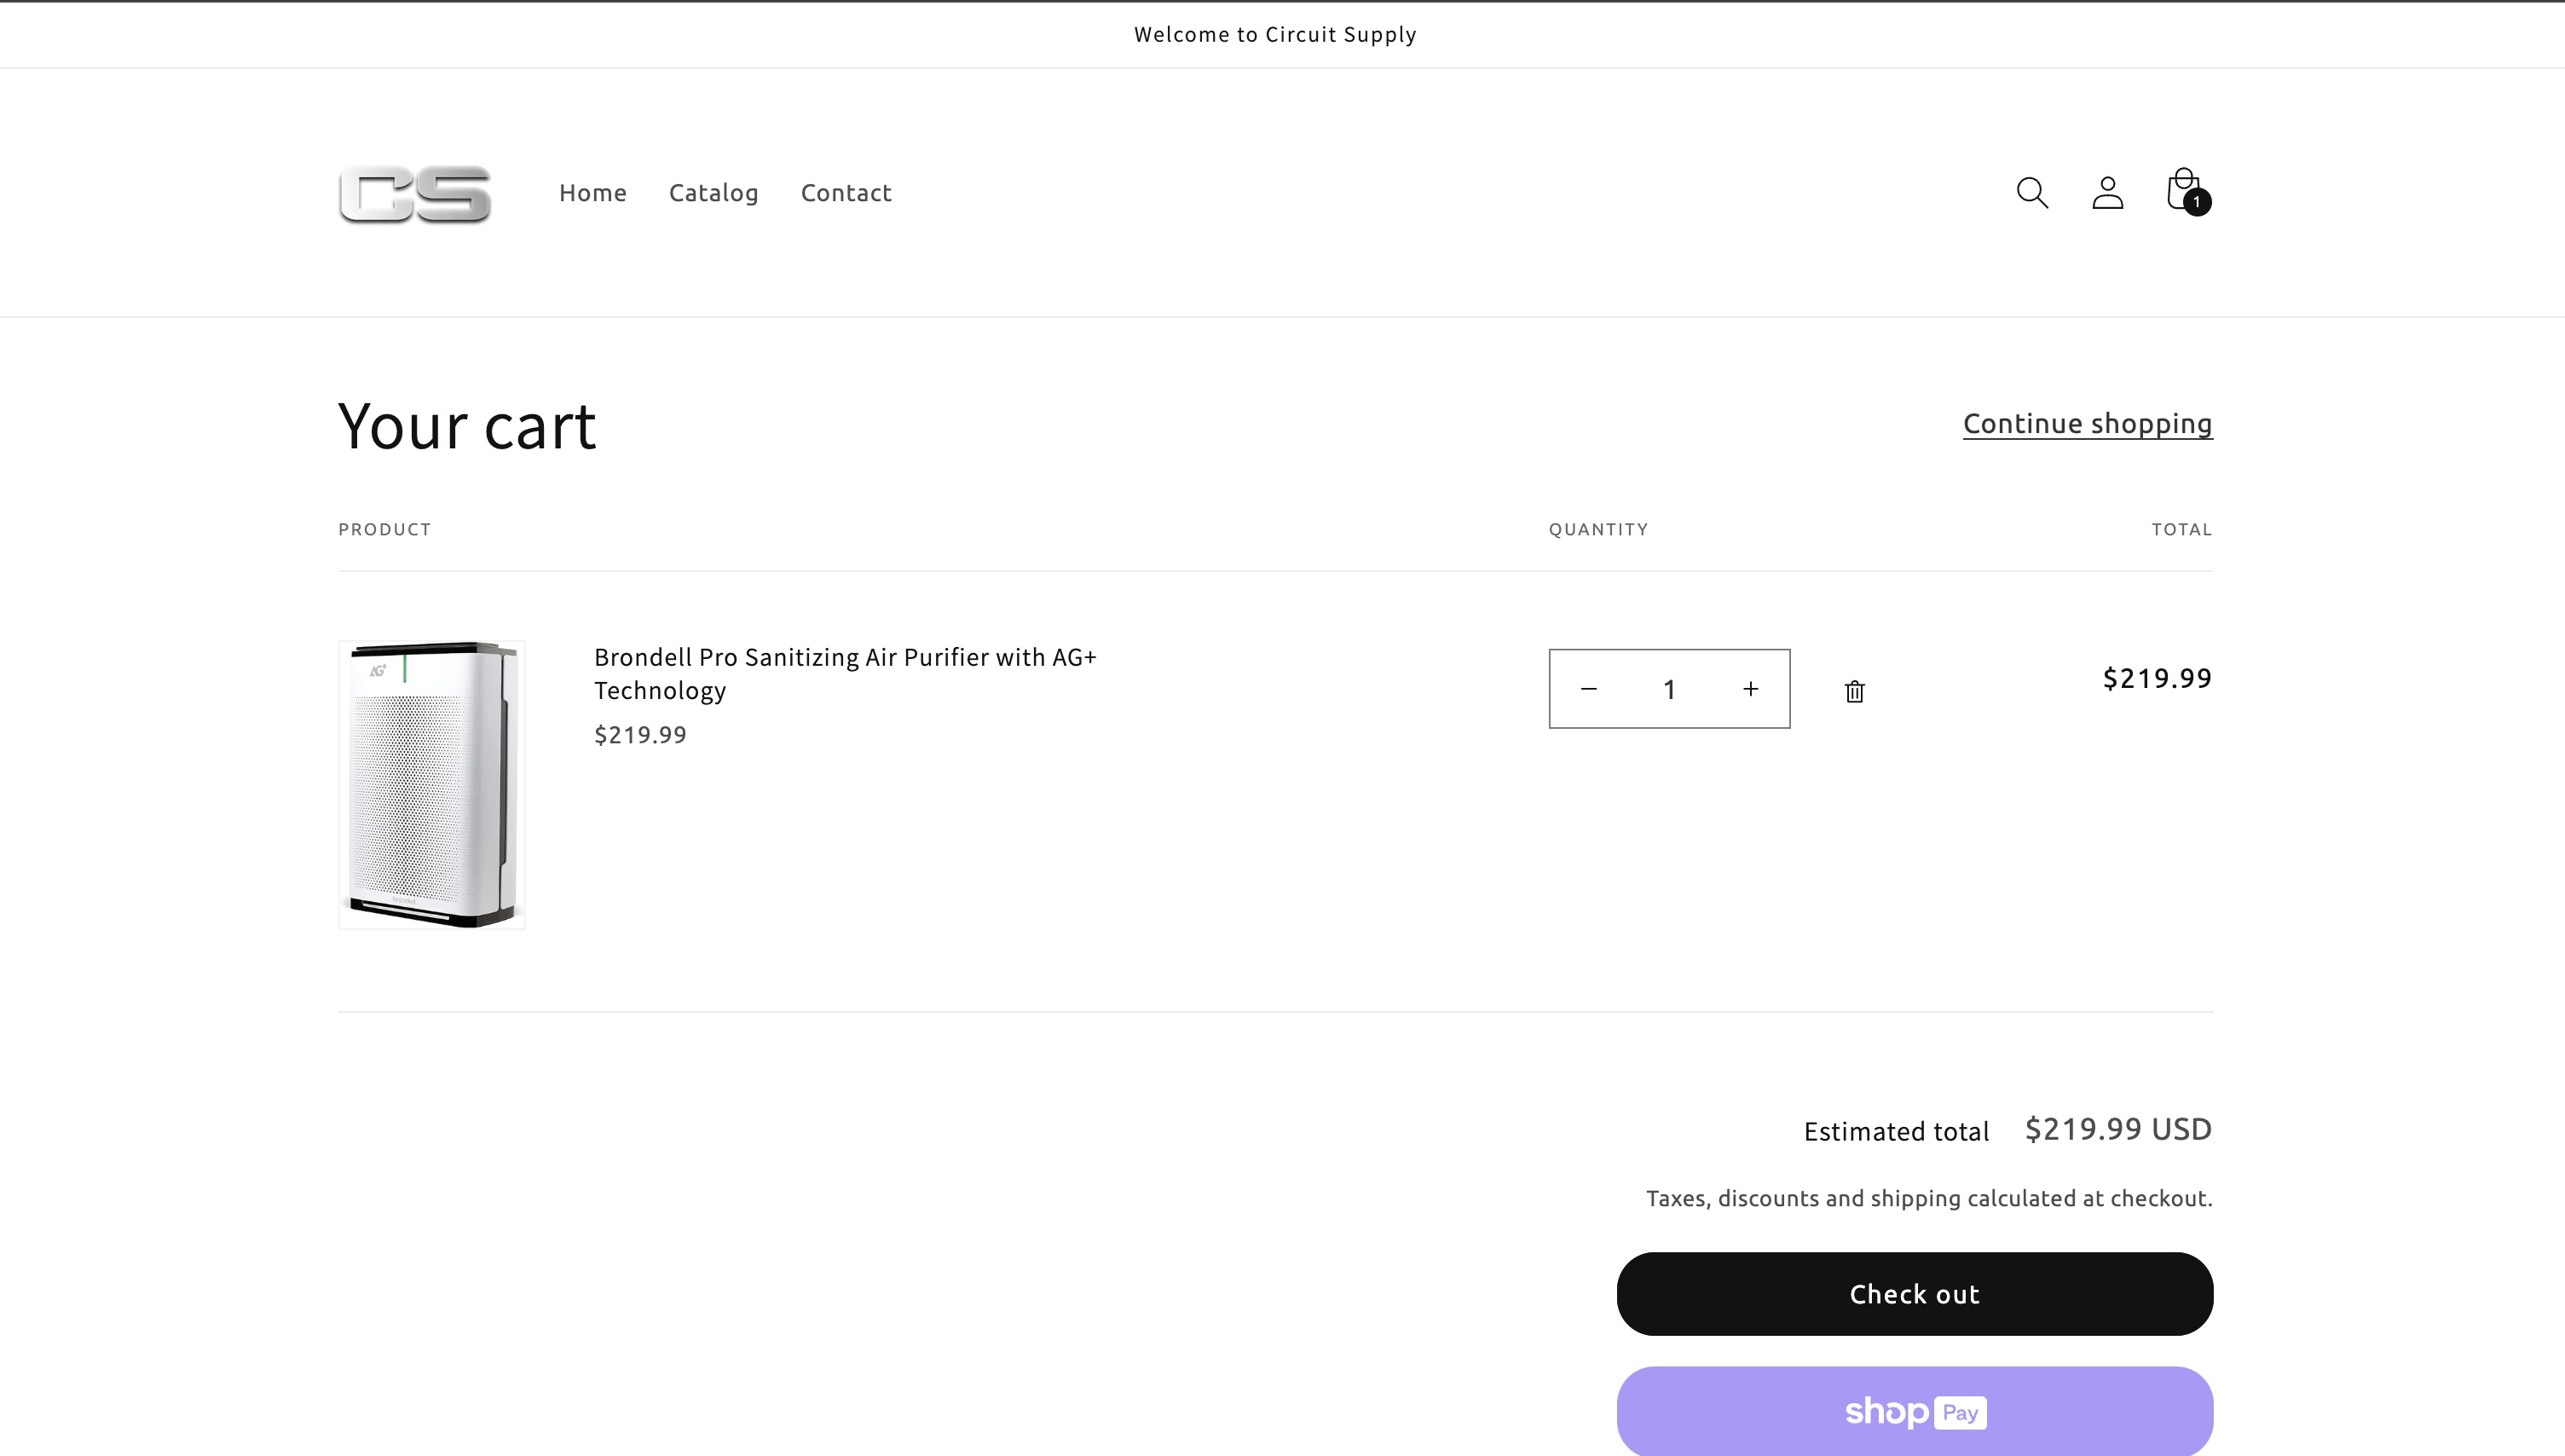 Welcome to Circuit Supply
CS
Home
Catalog
Contact
1
Your cart
Continue shopping
PRODUCT
QUANTITY
TOTAL
AG+
brondell
Brondell Pro Sanitizing Air Purifier with AG+
Technology
$219.99
− 1 +
$219.99
Estimated total $219.99 USD
Taxes, discounts and shipping calculated at checkout.
Check out
shop Pay